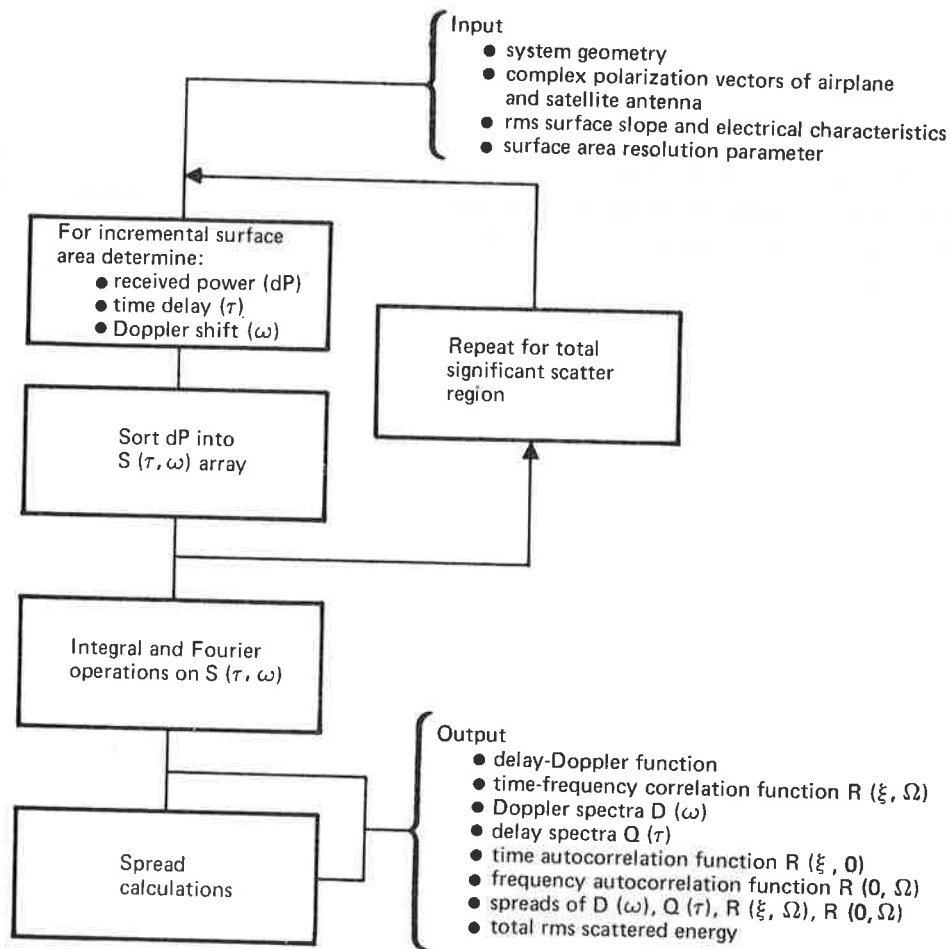 Input
● system geometry
● complex polarization vectors of airplane
and satellite antenna
● rms surface slope and electrical characteristics
● surface area resolution parameter
For incremental surface
area determine:
● received power (dP)
● time delay (τ)
● Doppler shift (ω)
Repeat for total
significant scatter
region
Sort dP into
S (τ, ω) array
Integral and Fourier
operations on S (τ, ω)
Output
● delay-Doppler function
● time-frequency correlation function R (ξ, Ω)
● Doppler spectra D (ω)
● delay spectra Q (τ)
● time autocorrelation function R (ξ, 0)
● frequency autocorrelation function R (0, Ω)
● spreads of D (ω), Q (τ), R (ξ, Ω), R (0, Ω)
● total rms scattered energy
Spread
calculations